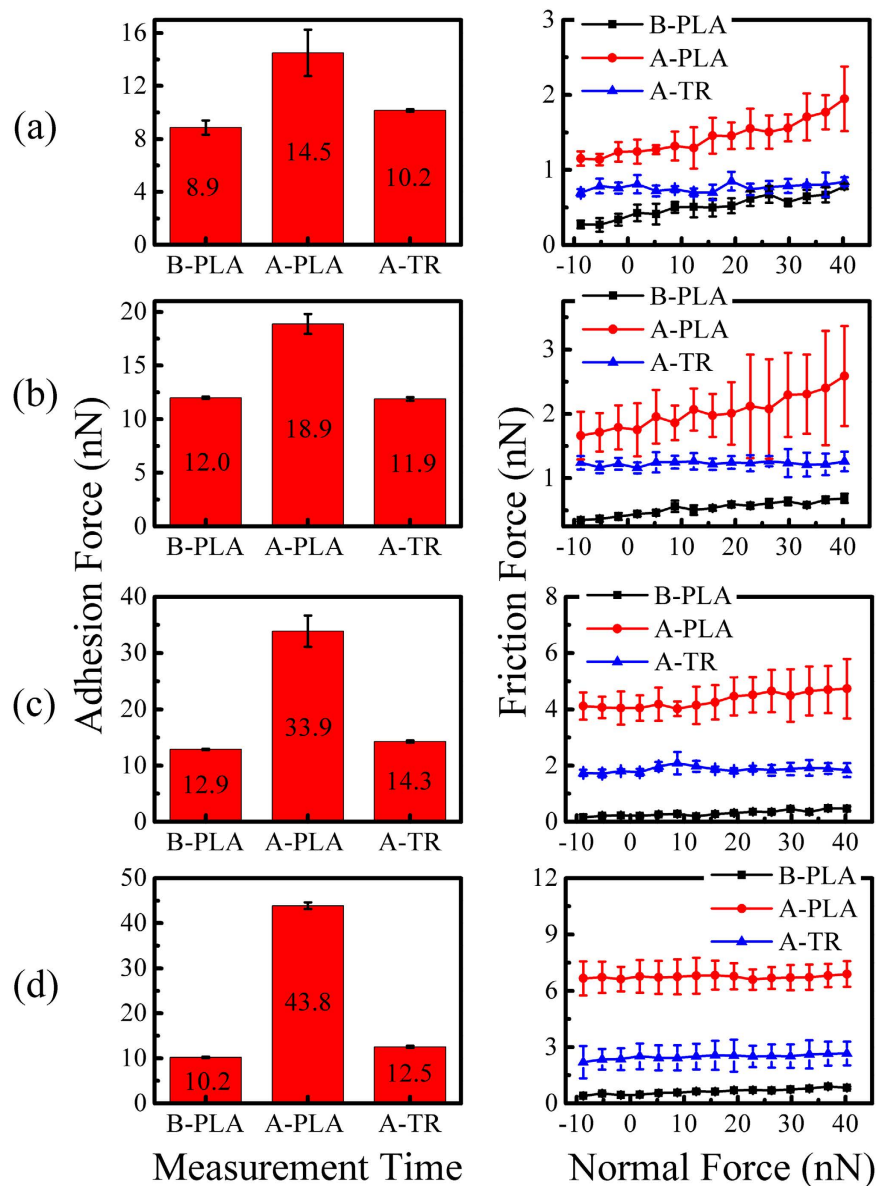 (a)
16
12
8
4
0
8.9
14.5
10.2
B-PLA A-PLA A-TR
3
2
1
0
B-PLA
A-PLA
A-TR
-10 0 10 20 30 40
(b)
20
15
10
5
0
12.0
18.9
11.9
B-PLA A-PLA A-TR
3
2
1
B-PLA
A-PLA
A-TR
-10 0 10 20 30 40
(c)
40
30
20
10
0
12.9
33.9
14.3
B-PLA A-PLA A-TR
8
6
4
2
0
B-PLA
A-PLA
A-TR
-10 0 10 20 30 40
(d)
50
40
30
20
10
0
10.2
43.8
12.5
B-PLA A-PLA A-TR
12
9
6
3
0
B-PLA
A-PLA
A-TR
-10 0 10 20 30 40
Adhesion Force (nN)
Friction Force (nN)
Measurement Time
Normal Force (nN)